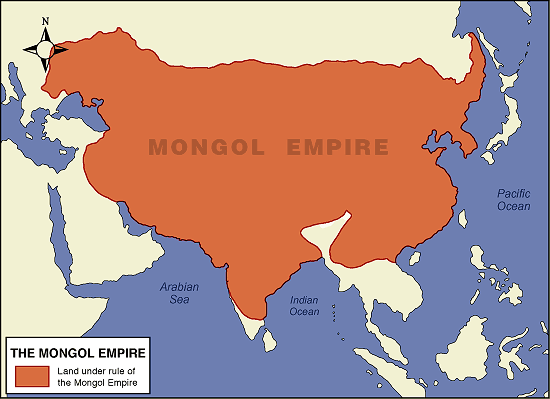 N
MONGOL EMPIRE
Pacific
Ocean
Arabian
Sea
Indian
Ocean
THE MONGOL EMPIRE
Land under rule of
the Mongol Empire